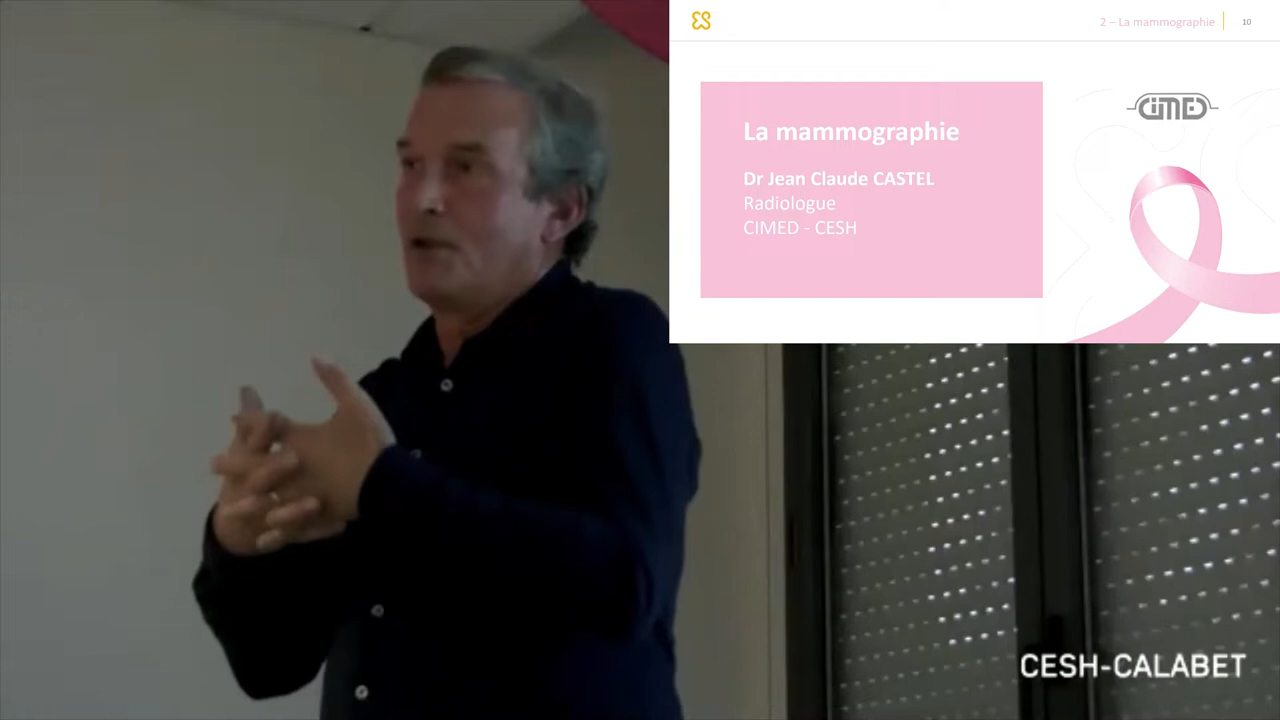 2 – La mammographie
10
La mammographie
Dr Jean Claude CASTEL
Radiologue
CIMED - CESH
CIMED
CESH-CALABET